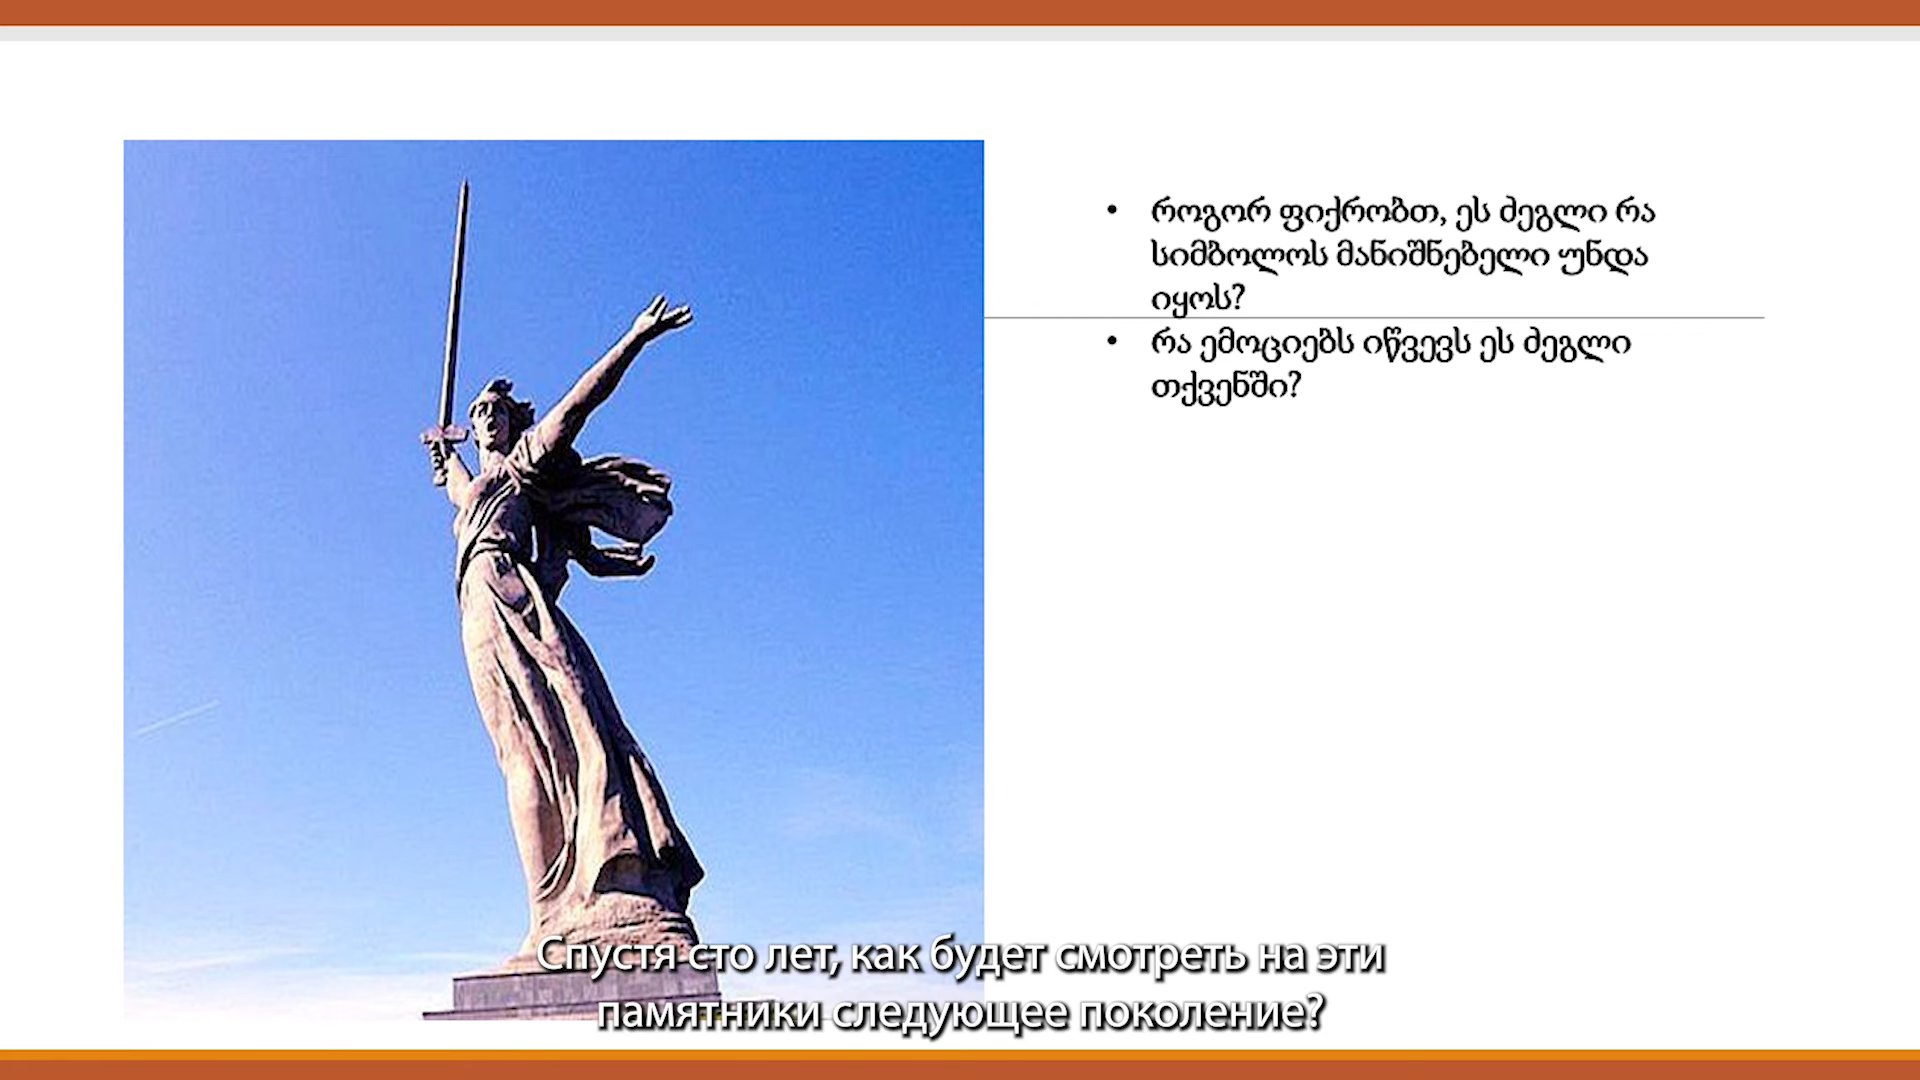 • როგორ ფიქრობთ, ეს ძეგლი რა
სიმბოლოს მანიშნებელი უნდა
იყოს?
• რა ემოციებს იწვევს ეს ძეგლი
თქვენში?
Спустя сто лет, как будет смотреть на эти
памятники следующее поколение?